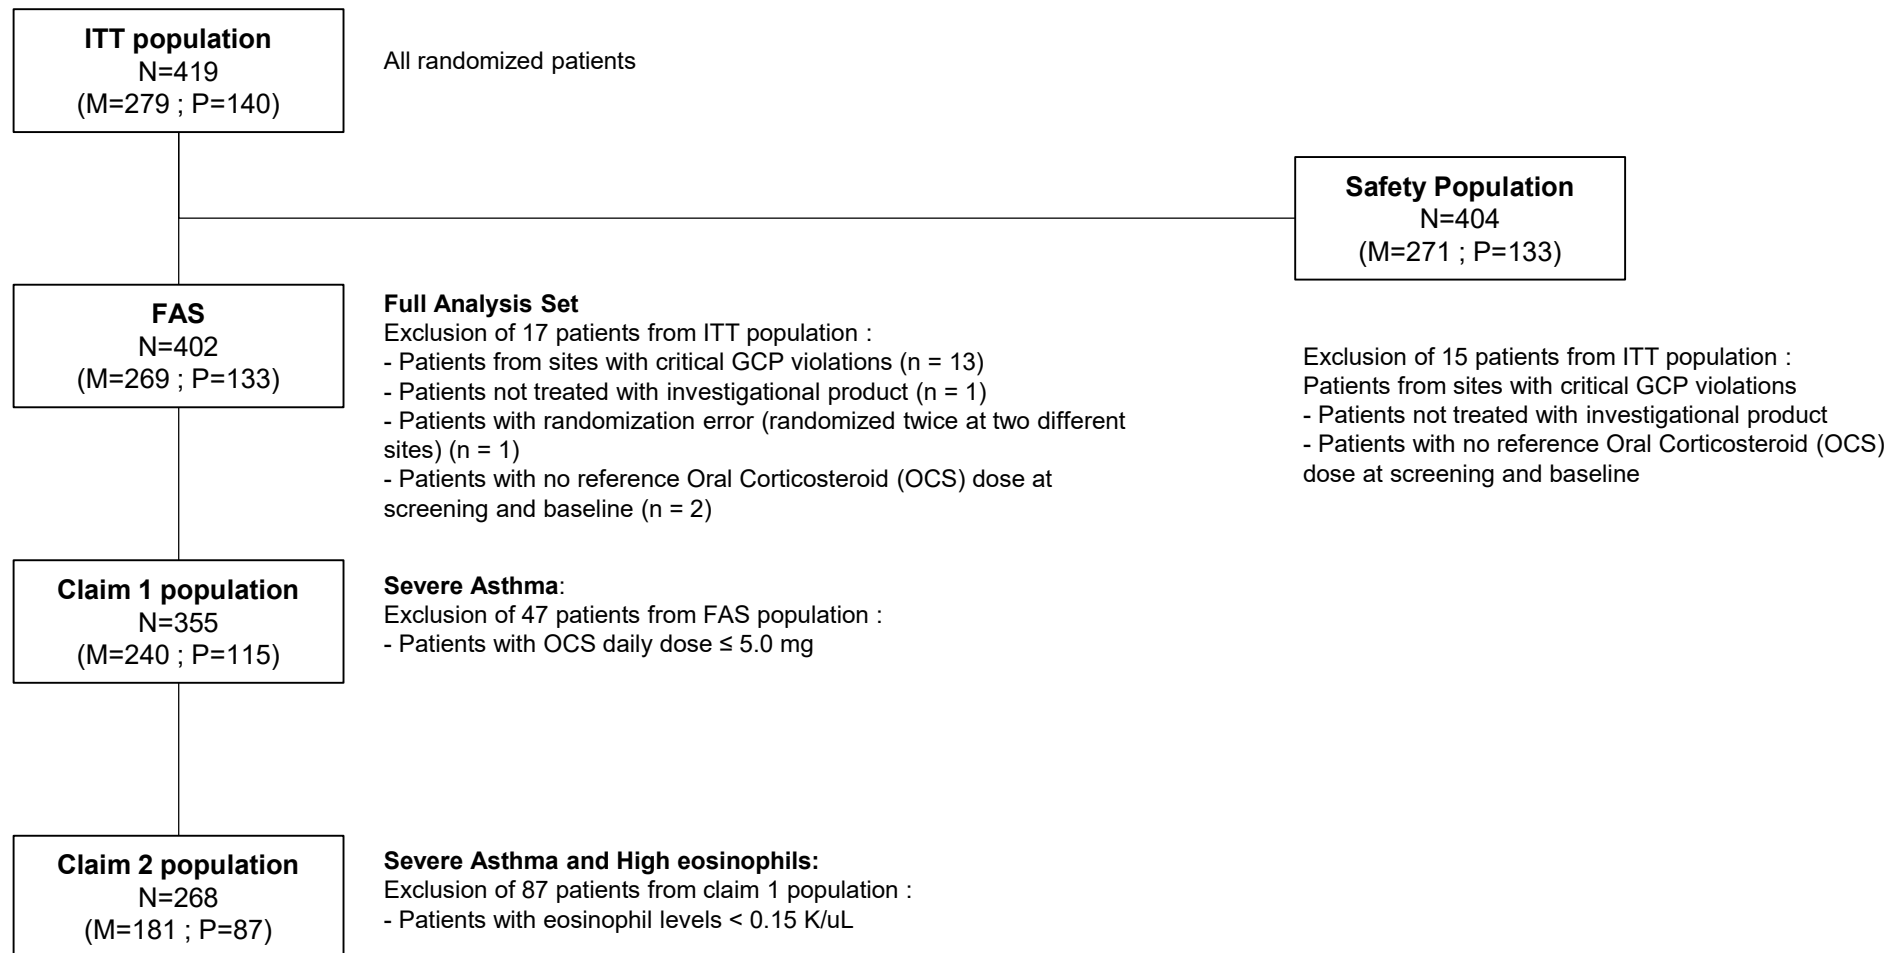 ITT population
N=419
(M=279 ; P=140)
All randomized patients
Safety Population
N=404
(M=271 ; P=133)
FAS
N=402
(M=269 ; P=133)
Full Analysis Set
Exclusion of 17 patients from ITT population :
- Patients from sites with critical GCP violations (n = 13)
- Patients not treated with investigational product (n = 1)
- Patients with randomization error (randomized twice at two different
sites) (n = 1)
- Patients with no reference Oral Corticosteroid (OCS) dose at
screening and baseline (n = 2)
Exclusion of 15 patients from ITT population :
Patients from sites with critical GCP violations
- Patients not treated with investigational product
- Patients with no reference Oral Corticosteroid (OCS)
dose at screening and baseline
Claim 1 population
N=355
(M=240 ; P=115)
Severe Asthma:
Exclusion of 47 patients from FAS population :
- Patients with OCS daily dose ≤ 5.0 mg
Claim 2 population
N=268
(M=181 ; P=87)
Severe Asthma and High eosinophils:
Exclusion of 87 patients from claim 1 population :
- Patients with eosinophil levels < 0.15 K/uL